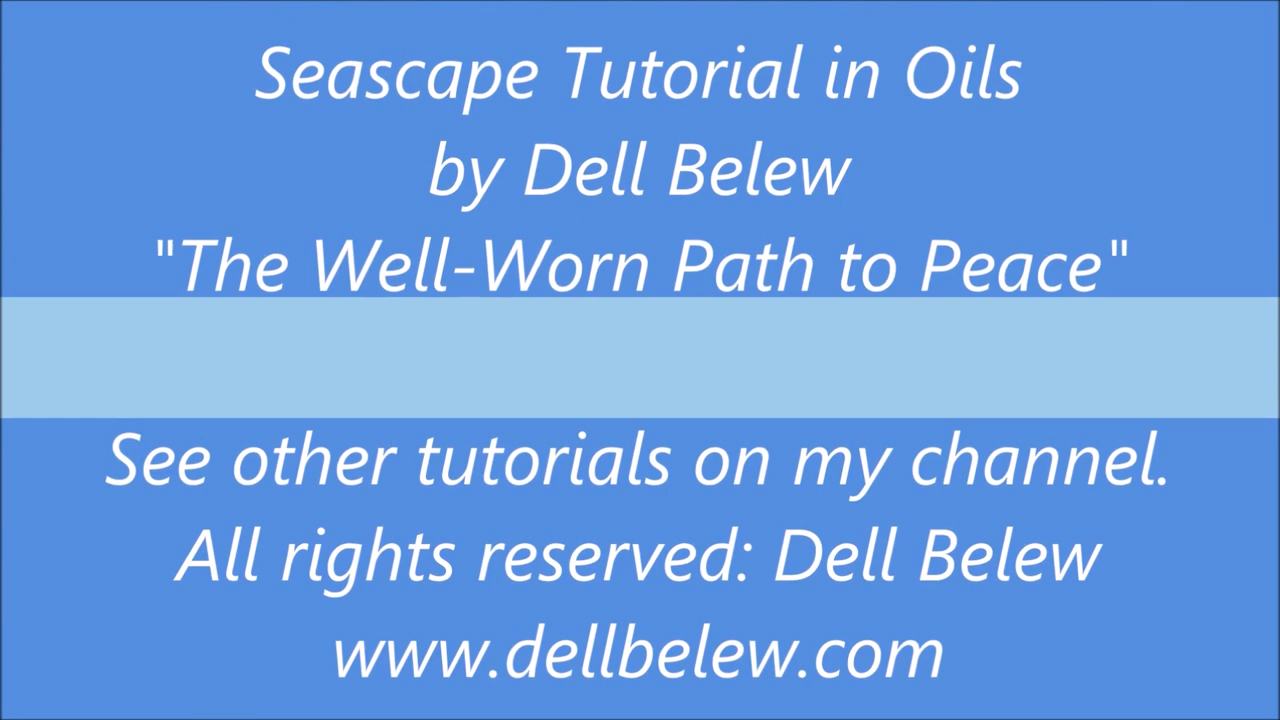 Seascape Tutorial in Oils
by Dell Belew
"The Well-Worn Path to Peace"
See other tutorials on my channel.
All rights reserved: Dell Belew
www.dellbelew.com